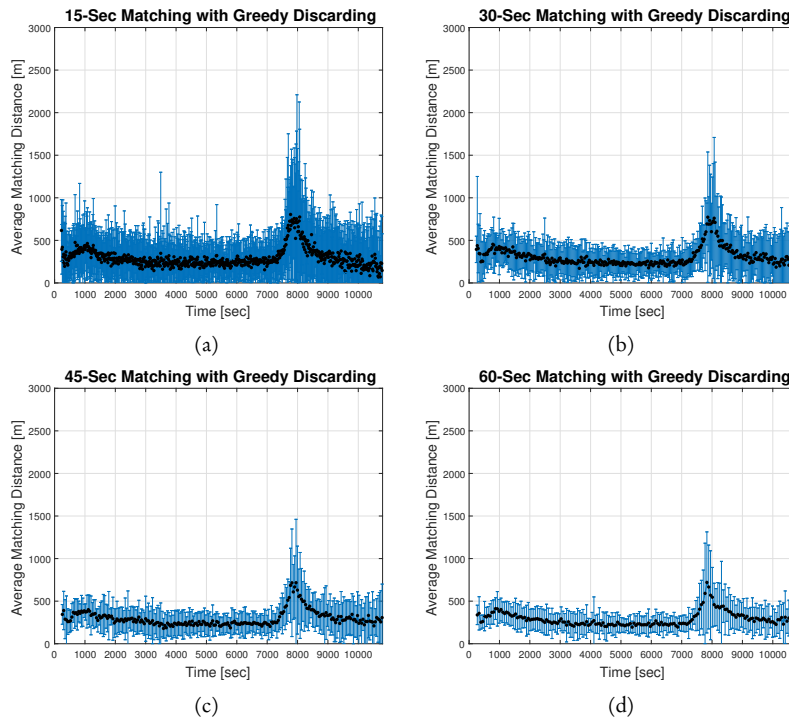 15-Sec Matching with Greedy Discarding
3000
2500
2000
1500
1000
500
0
Average Matching Distance [m]
0 1000 2000 3000 4000 5000 6000 7000 8000 9000 10000
Time [sec]
(a)
30-Sec Matching with Greedy Discarding
3000
2500
2000
1500
1000
500
0
Average Matching Distance [m]
0 1000 2000 3000 4000 5000 6000 7000 8000 9000 10000
Time [sec]
(b)
45-Sec Matching with Greedy Discarding
3000
2500
2000
1500
1000
500
0
Average Matching Distance [m]
0 1000 2000 3000 4000 5000 6000 7000 8000 9000 10000
Time [sec]
(c)
60-Sec Matching with Greedy Discarding
3000
2500
2000
1500
1000
500
0
Average Matching Distance [m]
0 1000 2000 3000 4000 5000 6000 7000 8000 9000 10000
Time [sec]
(d)